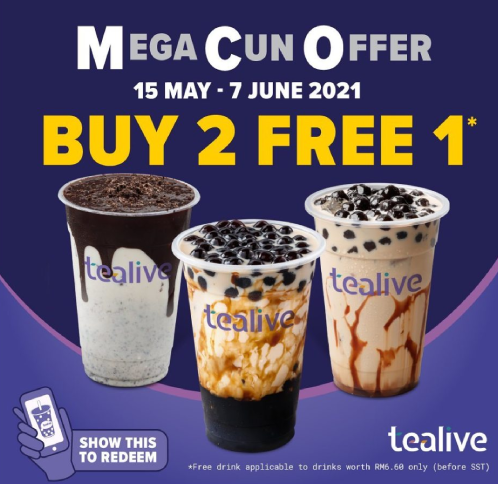 MEGA CUN OFFER
15 MAY - 7 JUNE 2021
BUY 2 FREE 1*
tealive
tealive
tealive
SHOW THIS
TO REDEEM
tealive
*Free drink applicable to drinks worth RM6.60 only (before SST)